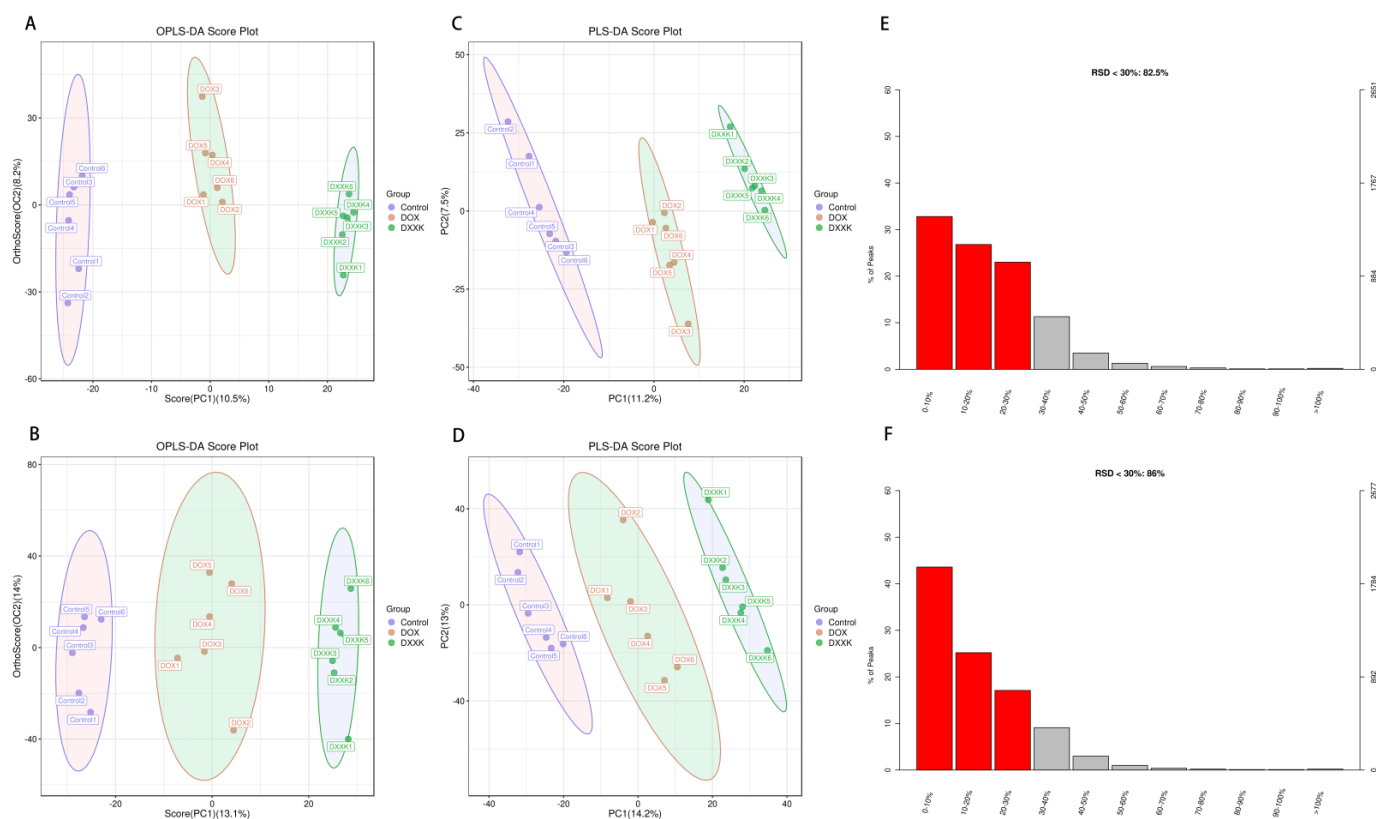 A
OPLS-DA Score Plot
OrthoScore(OC2)(8.2%)
30
0
-30
-60
DOX3
DOX5
DOX4
DOX6
DOX1
DOX2
Control6
Control3
Control5
Control4
Control1
Control2
DXXK6
DXXK4
DXXK5
DXXK3
DXXK2
DXXK1
-20
-10
0
10
20
Score(PC1)(10.5%)
Group
Control
DOX
DXXK
C
PLS-DA Score Plot
PC2(7.5%)
50
25
0
-25
-50
Control2
Control1
Control4
Control5
Control3
Control6
DOX2
DOX1
DOX6
DOX4
DOX5
DOX3
DXXK1
DXXK2
DXXK3
DXXK5
DXXK4
DXXK6
-40
-20
0
20
PC1(11.2%)
Group
Control
DOX
DXXK
E
RSD < 30%: 82.5%
% of Peaks
60
50
40
30
20
10
0
2651
1767
884
0
0-10%
10-20%
20-30%
30-40%
40-50%
50-60%
60-70%
70-80%
80-90%
90-100%
>100%
B
OPLS-DA Score Plot
OrthoScore(OC2)(14%)
80
40
0
-40
Control5
Control6
Control4
Control3
Control2
Control1
DOX5
DOX6
DOX4
DOX3
DOX1
DOX2
DXXK6
DXXK4
DXXK5
DXXK3
DXXK2
DXXK1
-20
0
20
Score(PC1)(13.1%)
Group
Control
DOX
DXXK
D
PLS-DA Score Plot
PC2(13%)
40
0
-40
Control1
Control2
Control3
Control4
Control6
Control5
DOX2
DOX1
DOX3
DOX4
DOX6
DOX5
DXXK1
DXXK2
DXXK3
DXXK5
DXXK4
DXXK6
-40
-20
0
20
40
PC1(14.2%)
Group
Control
DOX
DXXK
F
RSD < 30%: 86%
% of Peaks
60
50
40
30
20
10
0
2677
1784
892
0
0-10%
10-20%
20-30%
30-40%
40-50%
50-60%
60-70%
70-80%
80-90%
90-100%
>100%